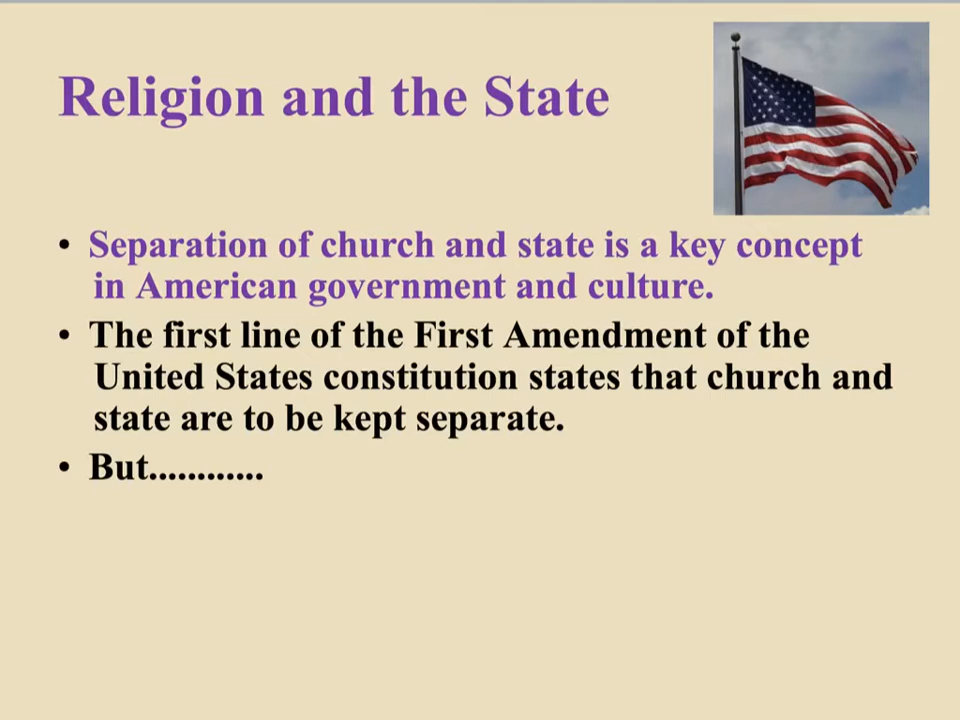 Religion and the State
• Separation of church and state is a key concept
in American government and culture.
• The first line of the First Amendment of the
United States constitution states that church and
state are to be kept separate.
• But............